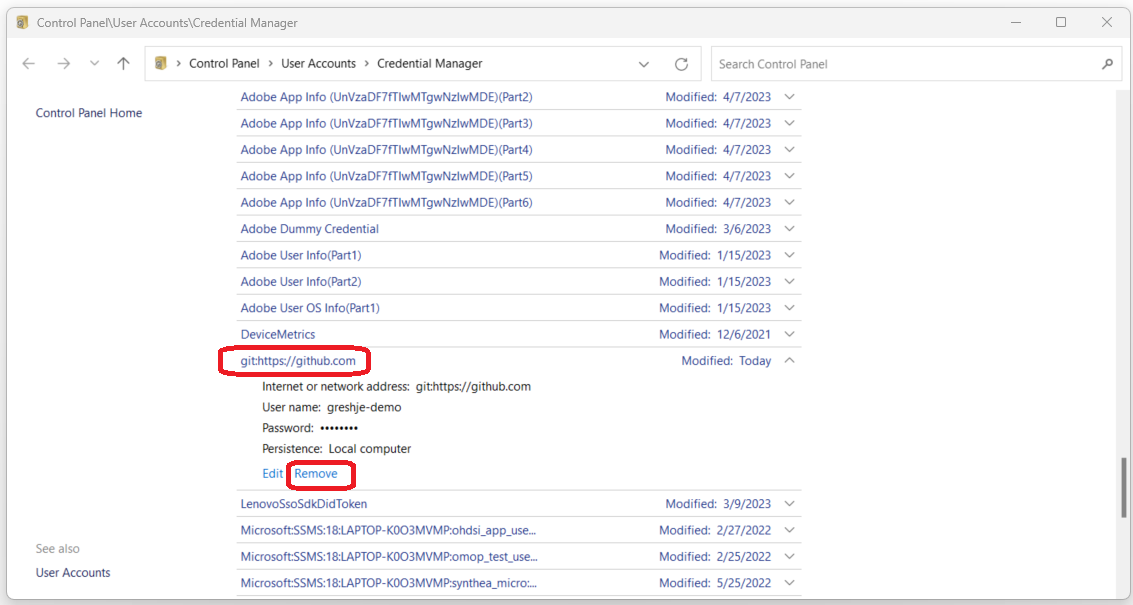 Control Panel\User Accounts\Credential Manager
Control Panel > User Accounts > Credential Manager
Search Control Panel
Control Panel Home
Adobe App Info (UnVzaDF7fTIwMTgwNzIwMDE)(Part2) Modified: 4/7/2023
Adobe App Info (UnVzaDF7fTIwMTgwNzIwMDE)(Part3) Modified: 4/7/2023
Adobe App Info (UnVzaDF7fTIwMTgwNzIwMDE)(Part4) Modified: 4/7/2023
Adobe App Info (UnVzaDF7fTIwMTgwNzIwMDE)(Part5) Modified: 4/7/2023
Adobe App Info (UnVzaDF7fTIwMTgwNzIwMDE)(Part6) Modified: 4/7/2023
Adobe Dummy Credential Modified: 3/6/2023
Adobe User Info(Part1) Modified: 1/15/2023
Adobe User Info(Part2) Modified: 1/15/2023
Adobe User OS Info(Part1) Modified: 1/15/2023
DeviceMetrics Modified: 12/6/2021
git:https://github.com Modified: Today
Internet or network address: git:https://github.com
User name: greshje-demo
Password: ••••••••
Persistence: Local computer
Edit Remove
LenovoSsoSdkDidToken Modified: 3/9/2023
Microsoft:SSMS:18:LAPTOP-K0O3MVMP:ohdsi_app_use... Modified: 2/27/2022
Microsoft:SSMS:18:LAPTOP-K0O3MVMP:omop_test_use... Modified: 2/25/2022
Microsoft:SSMS:18:LAPTOP-K0O3MVMP:synthea_micro:... Modified: 5/25/2022
See also
User Accounts